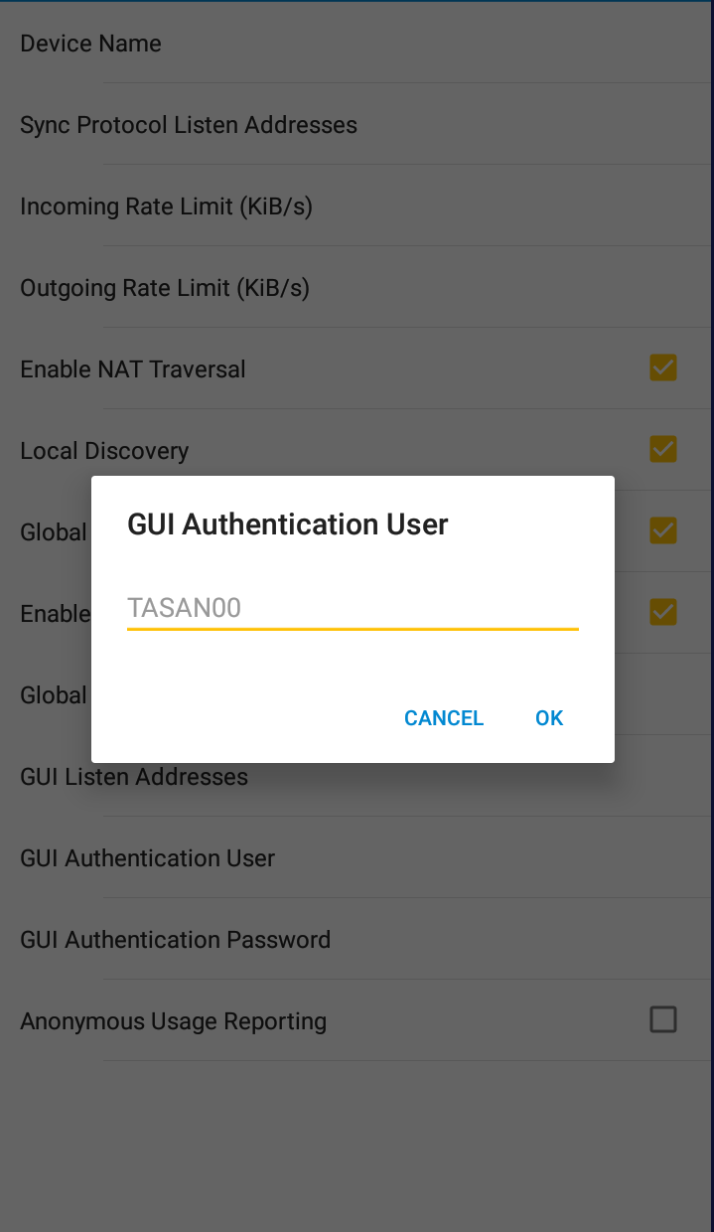 Device Name
Sync Protocol Listen Addresses
Incoming Rate Limit (KiB/s)
Outgoing Rate Limit (KiB/s)
Enable NAT Traversal
Local Discovery
Global
Enable
Global
GUI Authentication User
TASAN00
CANCEL OK
GUI Listen Addresses
GUI Authentication User
GUI Authentication Password
Anonymous Usage Reporting